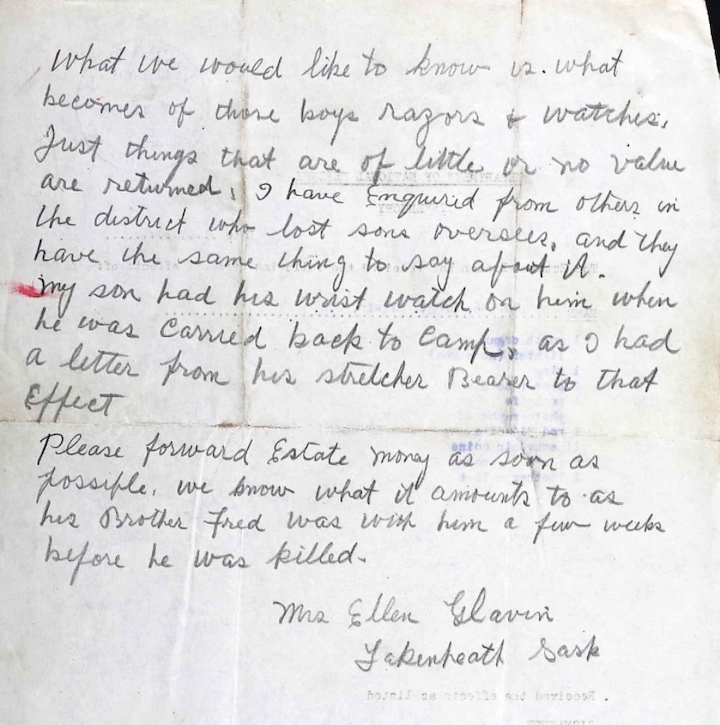 What we would like to know is. what
becomes of those boys razors & watches.
Just things that are of little or no value
are returned, I have Enquired from others in
the district who lost sons overseas, and they
have the same thing to say about it.
My son had his wrist watch on him when
he was carried back to Camp, as I had
a letter from his stretcher Bearer to that
Effect
Please forward Estate money as soon as
possible. we know what it amounts to as
his Brother Fred was with him a few weeks
before he was killed.
Mrs Ellen Glavin
Lakenheath Sask
Received the effects as listed